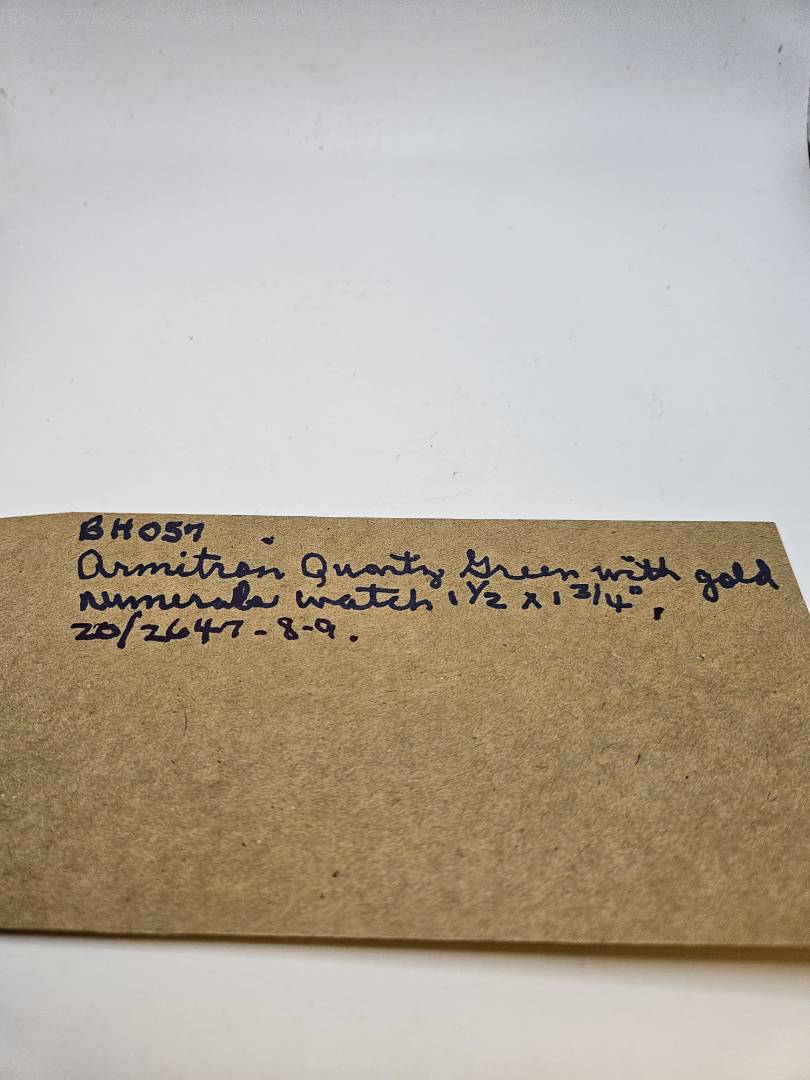 BH057
Armitron Quartz Green with gold
numerals watch 1 1/2 x 1 3/4",
20/2647-8-9.